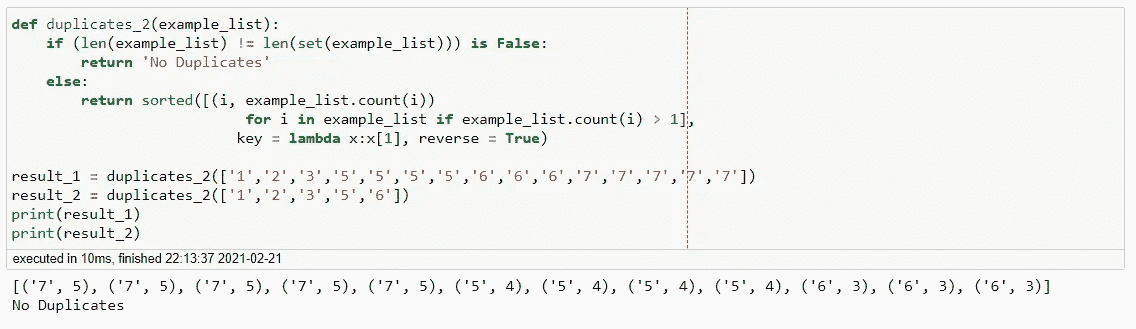 def duplicates_2(example_list):
    if (len(example_list) != len(set(example_list))) is False:
        return 'No Duplicates'
    else:
        return sorted([(i, example_list.count(i))
                           for i in example_list if example_list.count(i) > 1],
                          key = lambda x:x[1], reverse = True)

result_1 = duplicates_2(['1','2','3','5','5','5','5','6','6','6','7','7','7','7','7'])
result_2 = duplicates_2(['1','2','3','5','6'])
print(result_1)
print(result_2)
executed in 10ms, finished 22:13:37 2021-02-21
[('7', 5), ('7', 5), ('7', 5), ('7', 5), ('7', 5), ('5', 4), ('5', 4), ('5', 4), ('5', 4), ('6', 3), ('6', 3), ('6', 3)]
No Duplicates